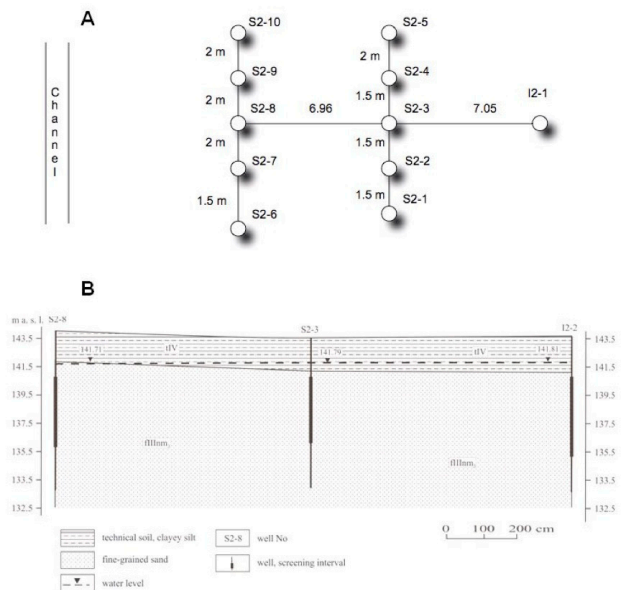 A
Channel
S2-10
S2-5
2 m
2 m
S2-9
S2-4
I2-1
2 m
1.5 m
S2-8
6.96
S2-3
7.05
2 m
1.5 m
S2-7
S2-2
1.5 m
1.5 m
S2-6
S2-1
B
m a. s. l.
S2-8
S2-3
I2-2
143.5
143.5
tIV
tIV
141.71
141.79
141.81
141.5
141.5
139.5
139.5
137.5
137.5
fIIInm
fIIInm
135.5
135.5
133.5
133.5
132.5
132.5
technical soil, clayey silt
S2-8
well No
0 100 200 cm
fine-grained sand
well, screening interval
water level